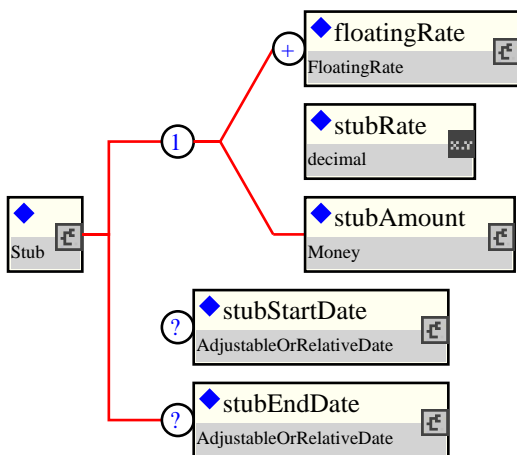 +
floatingRate
FloatingRate
stubRate
X.Y
decimal
1
Stub
stubAmount
Money
?
stubStartDate
AdjustableOrRelativeDate
?
stubEndDate
AdjustableOrRelativeDate